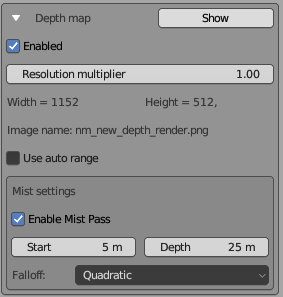 Depth map Show
Enabled
Resolution multiplier 1.00
Width = 1152 Height = 512,
Image name: nm_new_depth_render.png
Use auto range
Mist settings
Enable Mist Pass
Start 5 m Depth 25 m
Falloff: Quadratic